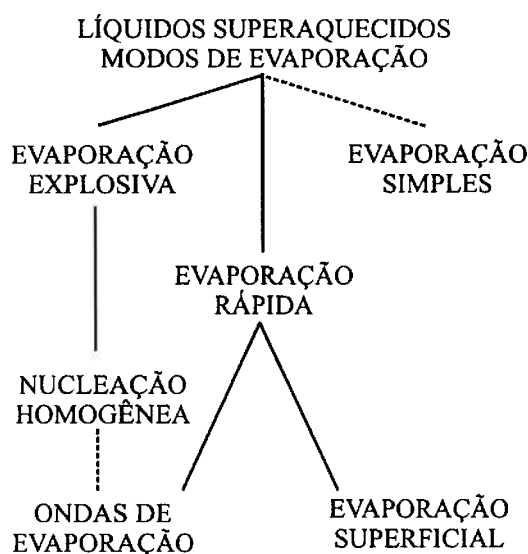 LÍQUIDOS SUPERAQUECIDOS
MODOS DE EVAPORAÇÃO
EVAPORAÇÃO
EXPLOSIVA
EVAPORAÇÃO
SIMPLES
EVAPORAÇÃO
RÁPIDA
NUCLEAÇÃO
HOMOGÊNEA
ONDAS DE
EVAPORAÇÃO
EVAPORAÇÃO
SUPERFICIAL